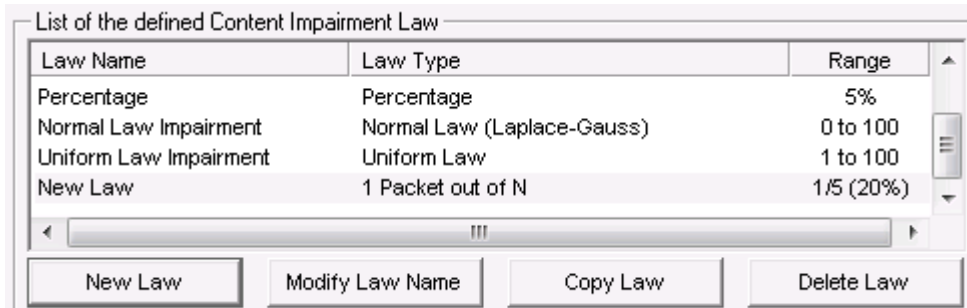 List of the defined Content Impairment Law
Law Name Law Type Range
Percentage Percentage 5%
Normal Law Impairment Normal Law (Laplace-Gauss) 0 to 100
Uniform Law Impairment Uniform Law 1 to 100
New Law 1 Packet out of N 1/5 (20%)
New Law Modify Law Name Copy Law Delete Law